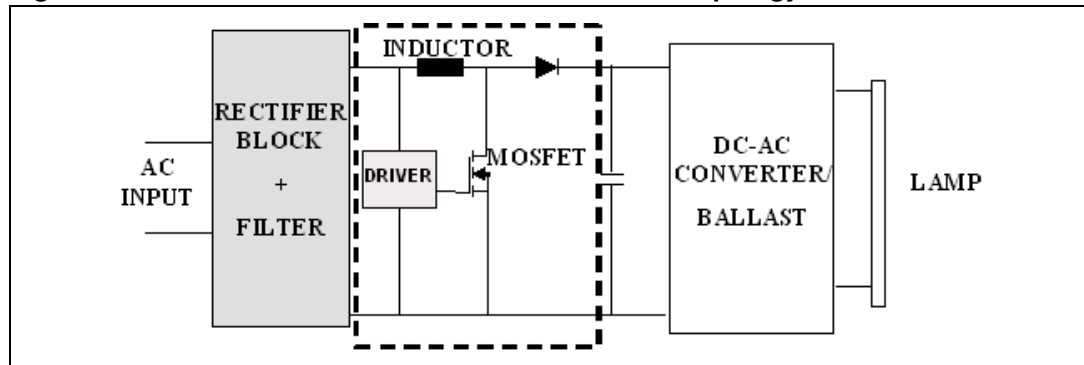 INDUCTOR
RECTIFIER
BLOCK
+
FILTER
AC
INPUT
DRIVER
MOSFET
DC-AC
CONVERTER/
BALLAST
LAMP